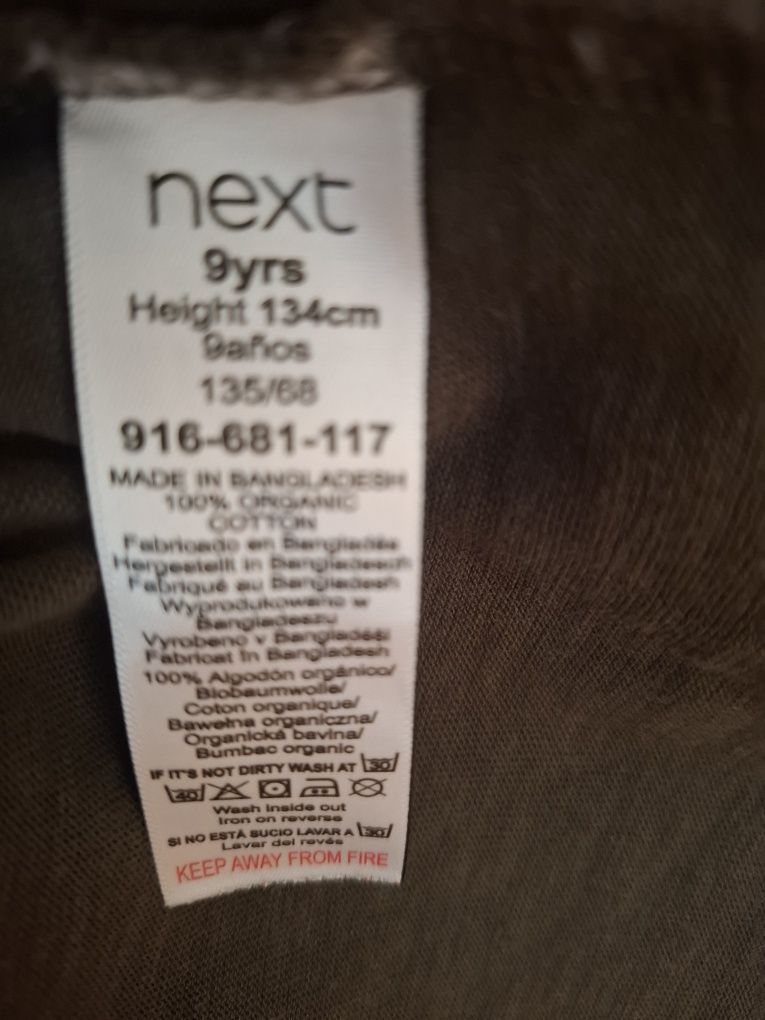 next
9yrs
Height 134cm
9años
135/68
916-681-117
MADE IN BANGLADESH
100% ORGANIC
COTTON
Fabricado en Bangladés
Hergestellt in Bangladesch
Fabriqué au Bangladesh
Wyprodukowano w
Bangladeszu
Vyrobeno v Bangladéši
Fabricat în Bangladesh
100% Algodón orgánico/
Biobaumwolle/
Coton organique/
Bawełna organiczna/
Organická bavlna/
Bumbac organic
IF IT'S NOT DIRTY WASH AT 30
40
Wash inside out
Iron on reverse
SI NO ESTÁ SUCIO LAVAR A 30
Lavar del revés
KEEP AWAY FROM FIRE